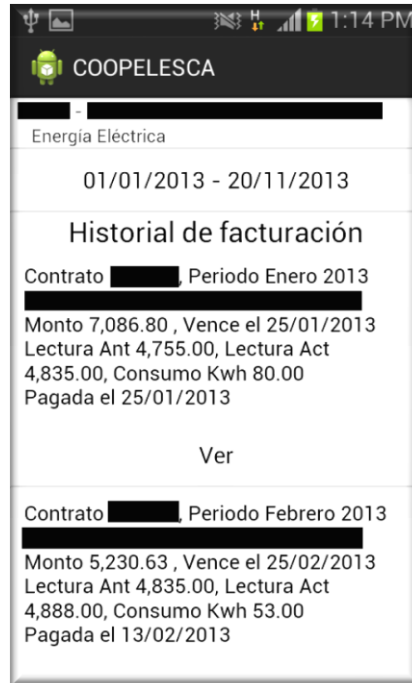 H
1:14 PM
COOPELESCA
-
Energía Eléctrica
01/01/2013 - 20/11/2013
Historial de facturación
Contrato , Periodo Enero 2013
Monto 7,086.80 , Vence el 25/01/2013
Lectura Ant 4,755.00, Lectura Act
4,835.00, Consumo Kwh 80.00
Pagada el 25/01/2013
Ver
Contrato , Periodo Febrero 2013
Monto 5,230.63 , Vence el 25/02/2013
Lectura Ant 4,835.00, Lectura Act
4,888.00, Consumo Kwh 53.00
Pagada el 13/02/2013